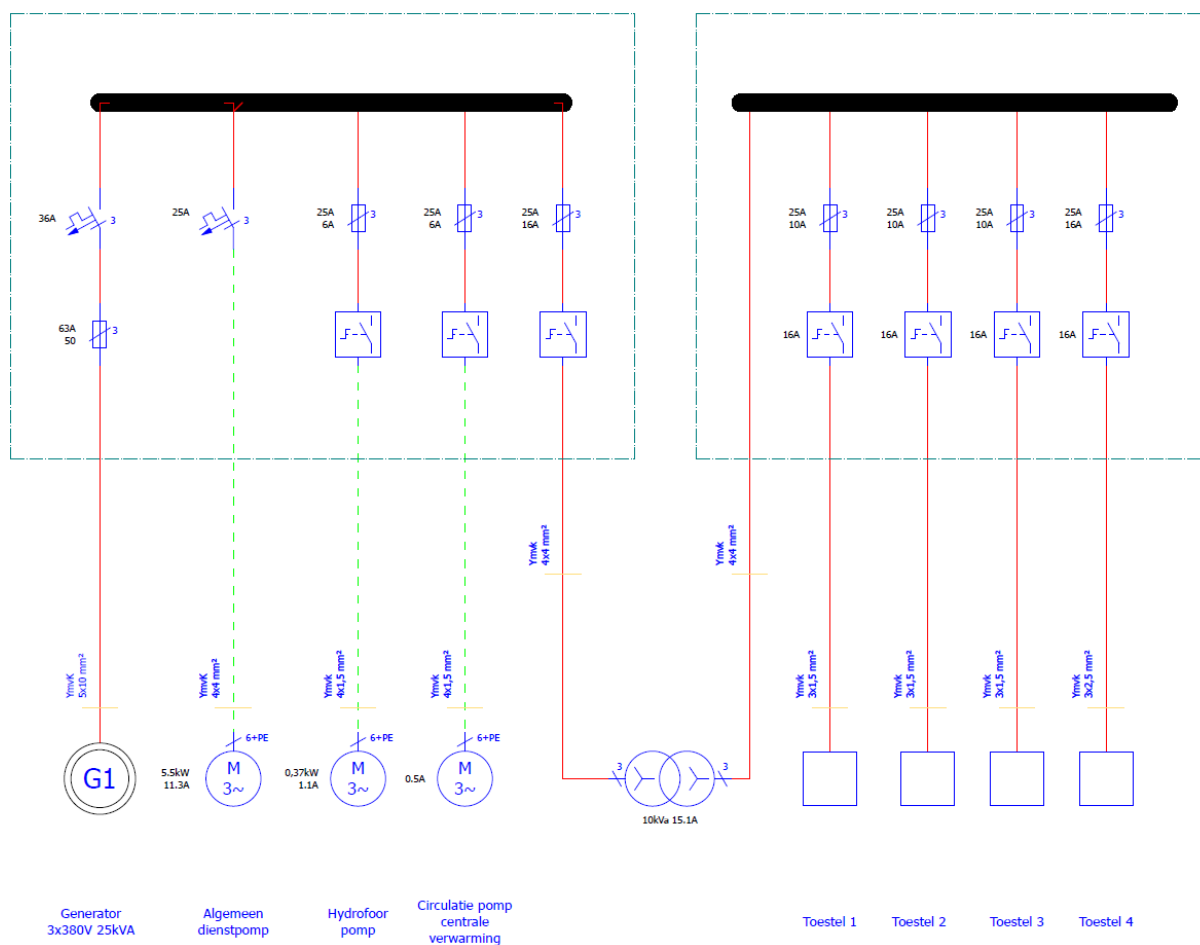 36A
3
25A
3
25A
6A
3
25A
6A
3
25A
16A
3
25A
10A
3
25A
10A
3
25A
10A
3
25A
16A
3
63A
50
3
16A
16A
16A
16A
Ymvk
4x4 mm²
Ymvk
4x4 mm²
YmvK
5x10 mm²
YmvK
4x4 mm²
Ymvk
4x1,5 mm²
Ymvk
4x1,5 mm²
Ymvk
3x1,5 mm²
Ymvk
3x1,5 mm²
Ymvk
3x1,5 mm²
Ymvk
3x2,5 mm²
6+PE
6+PE
6+PE
G1
5.5kW
11.3A
M
3~
0,37kW
1.1A
M
3~
0.5A
M
3~
3
3
10kVa 15.1A
Generator
3x380V 25kVA
Algemeen
dienstpomp
Hydrofoor
pomp
Circulatie pomp
centrale
verwarming
Toestel 1
Toestel 2
Toestel 3
Toestel 4